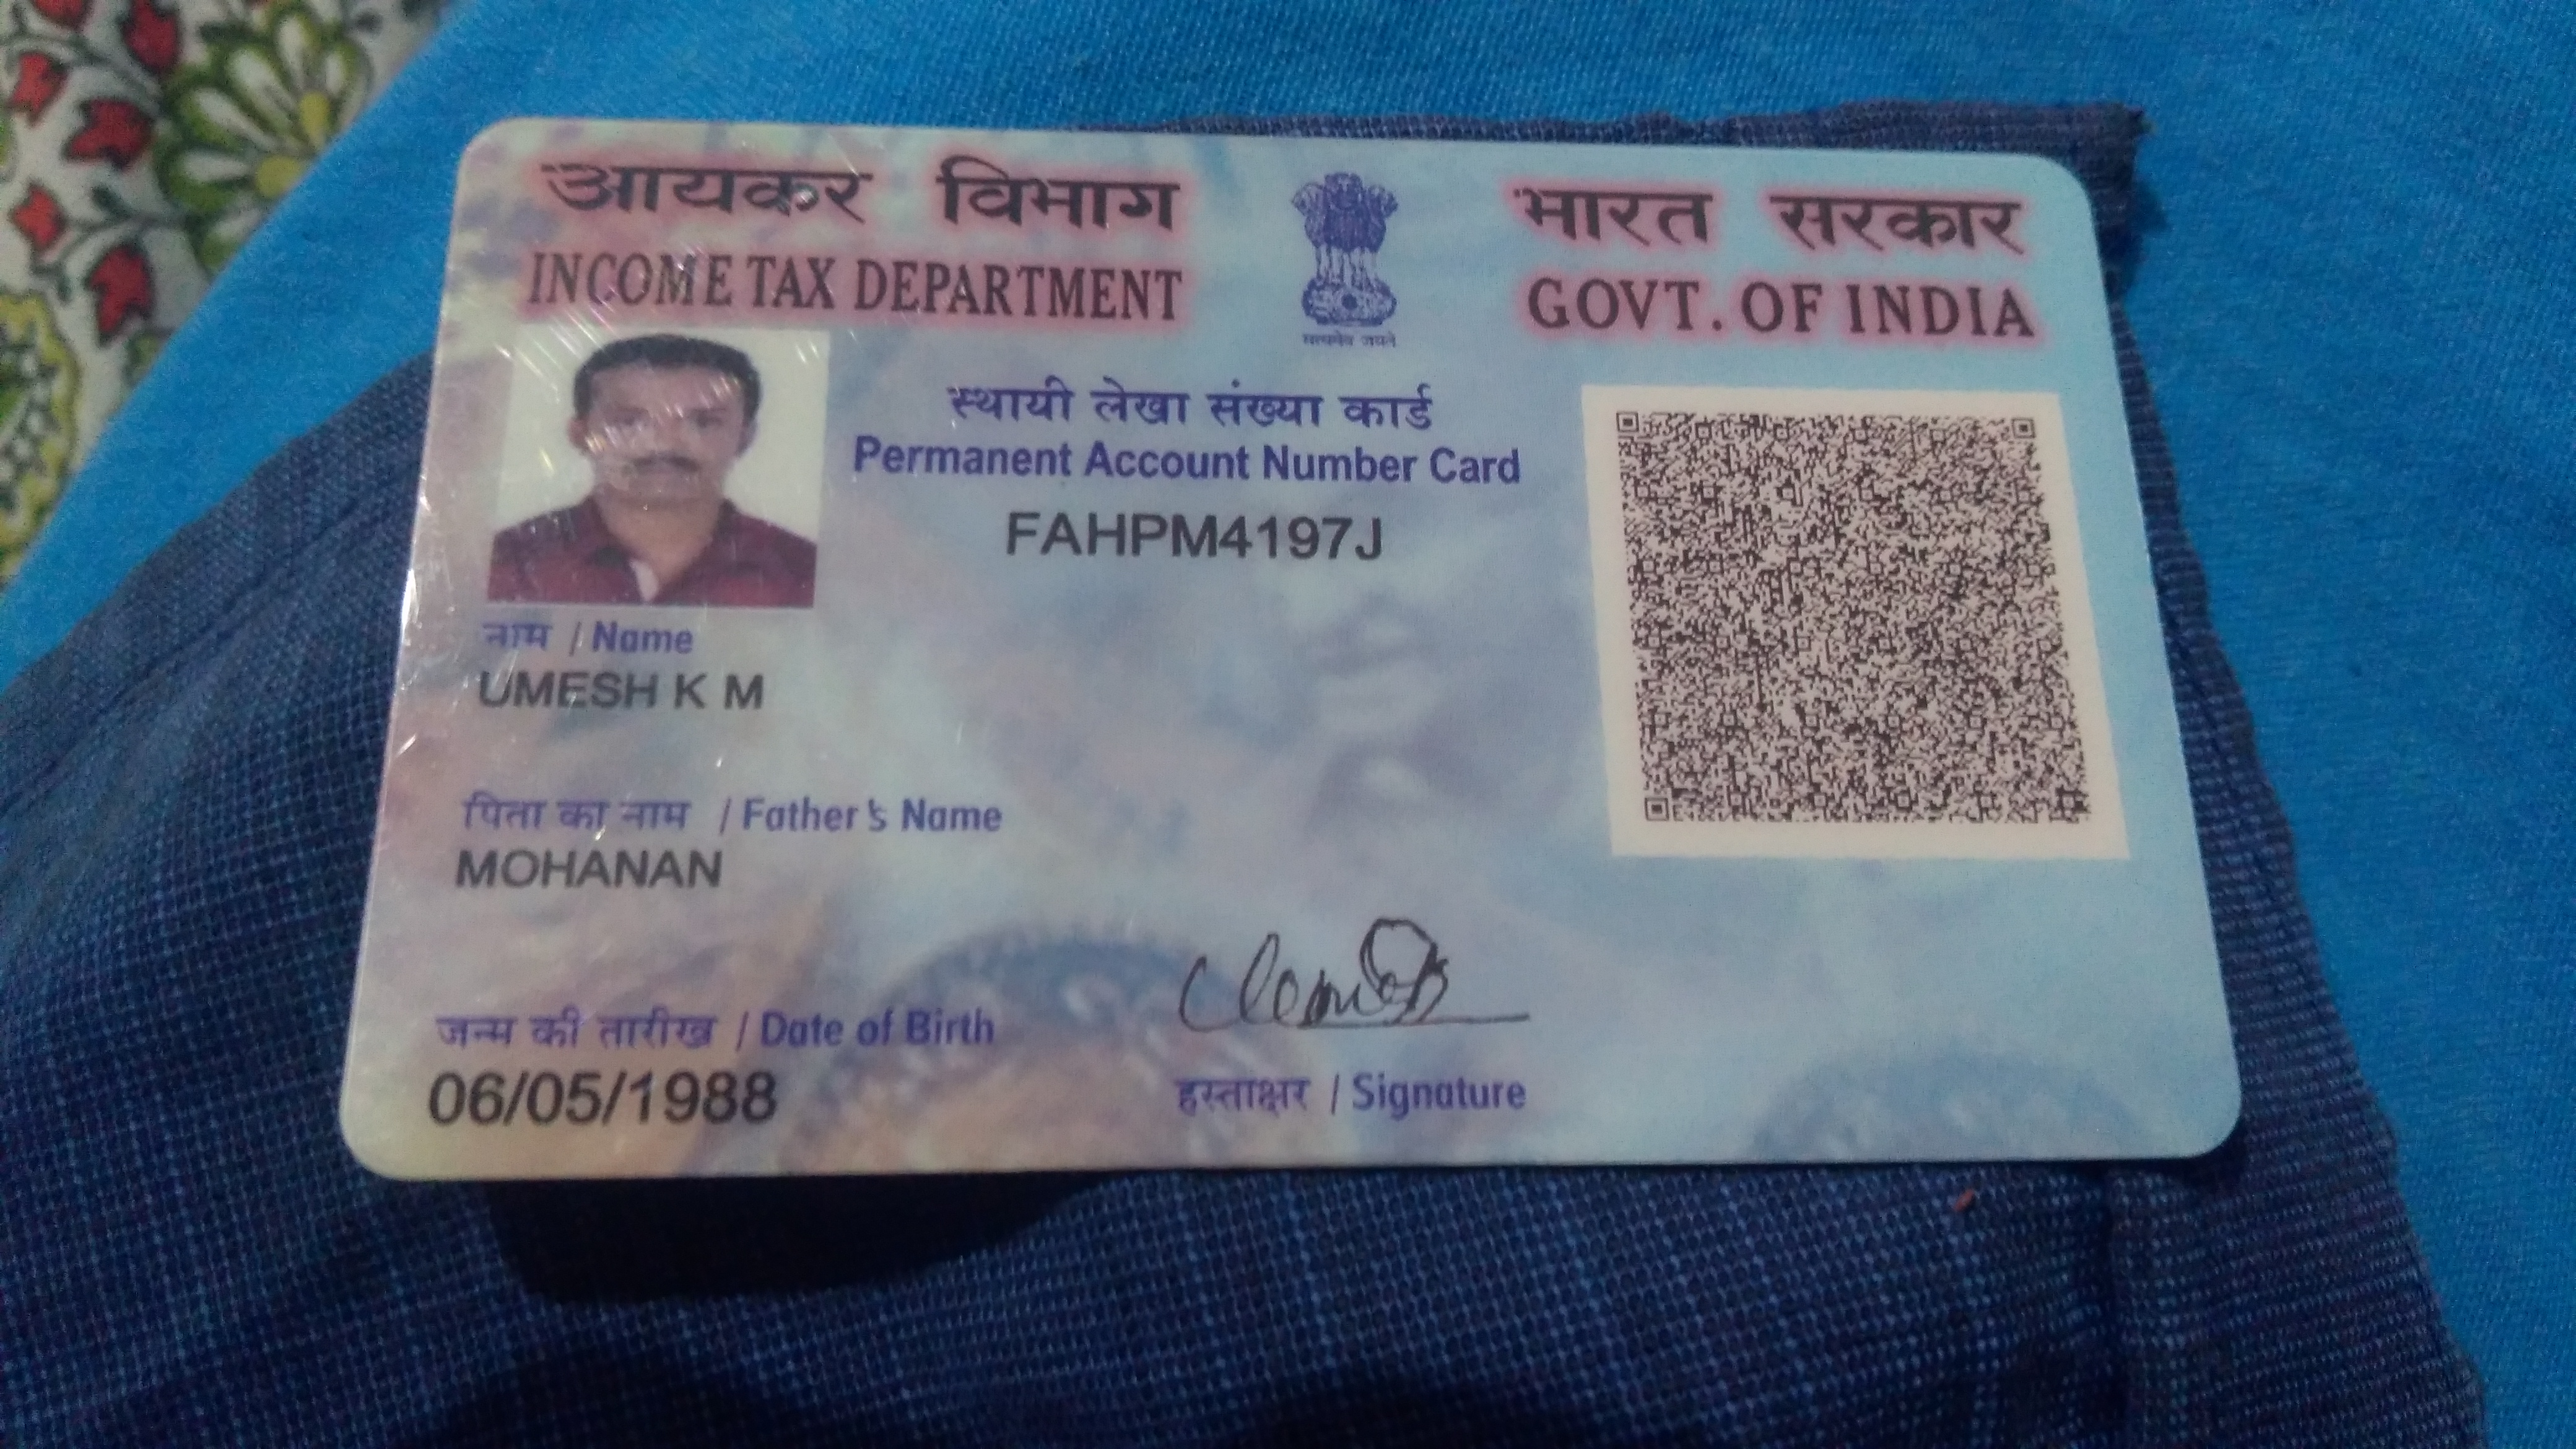 आयकर विभाग
INCOME TAX DEPARTMENT
भारत सरकार
GOVT. OF INDIA
सत्यमेव जयते
स्थायी लेखा संख्या कार्ड
Permanent Account Number Card
FAHPM4197J
नाम / Name
UMESH K M
पिता का नाम / Father's Name
MOHANAN
जन्म की तारीख / Date of Birth
06/05/1988
हस्ताक्षर / Signature